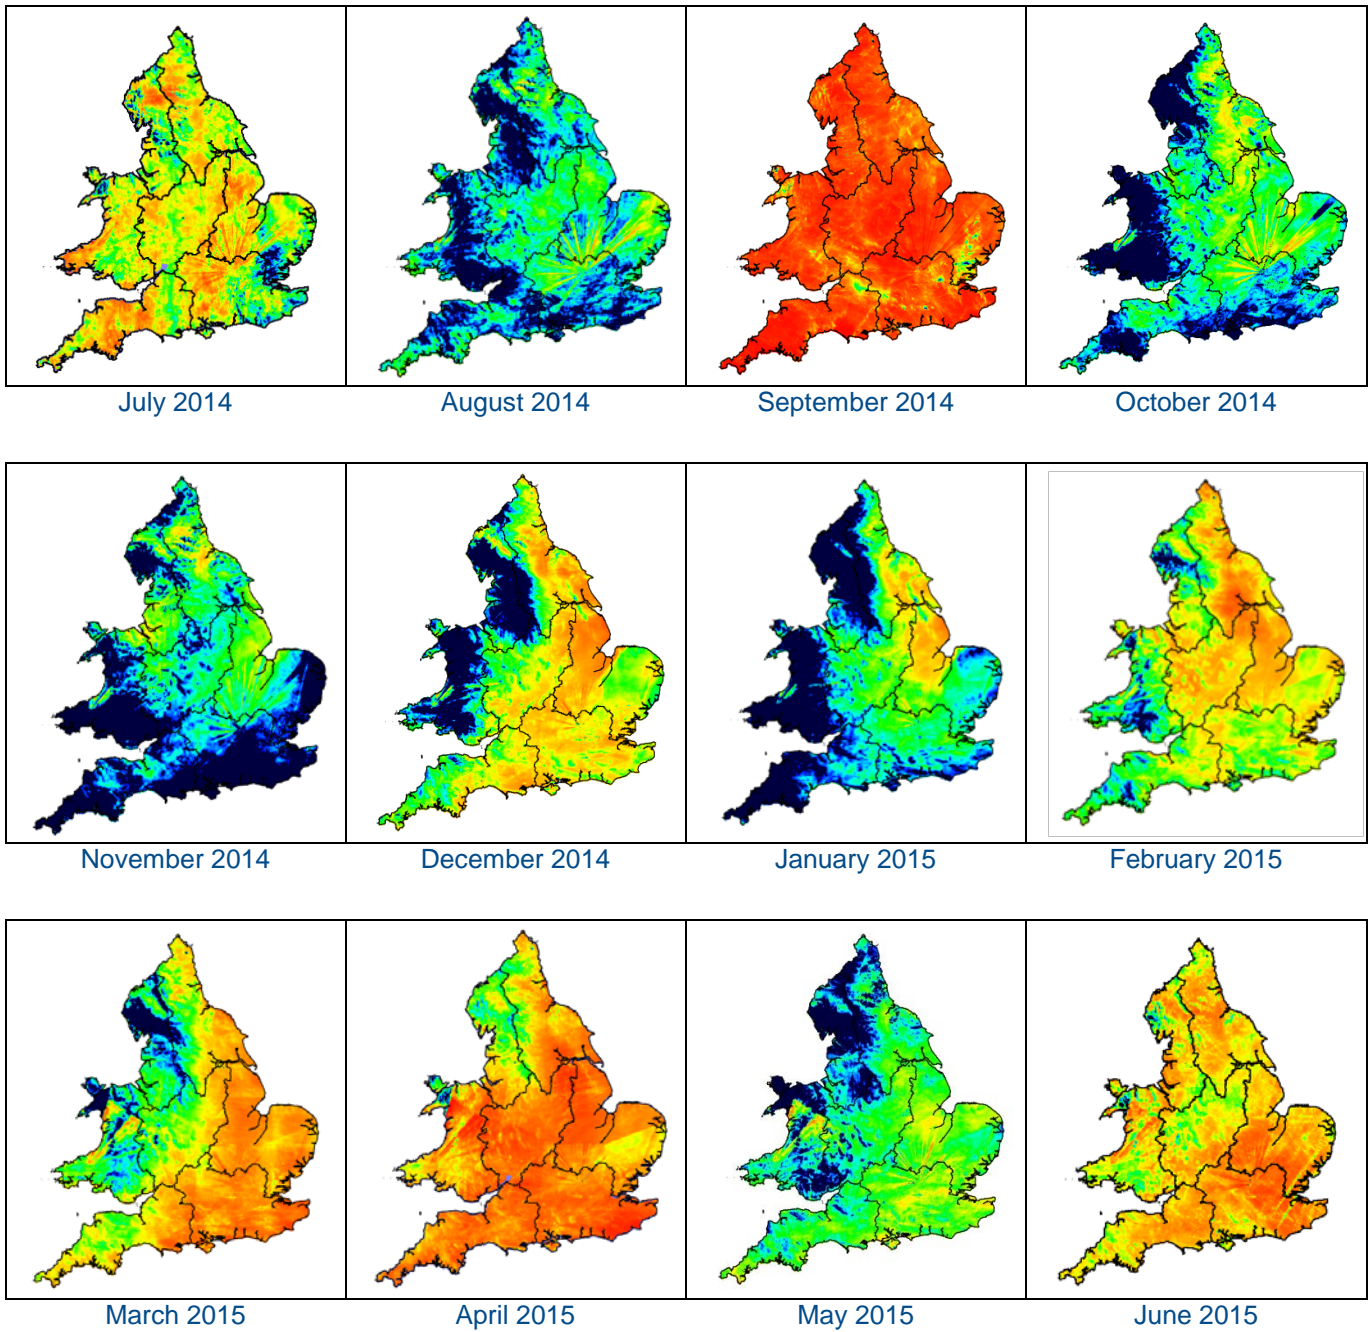 July 2014
August 2014
September 2014
October 2014
November 2014
December 2014
January 2015
February 2015
March 2015
April 2015
May 2015
June 2015